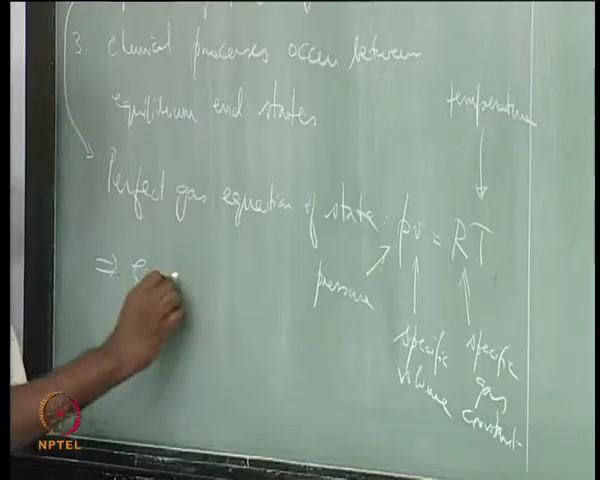 3. Chemical processes occur between
equilibrium end states
temperature
Perfect gas equation of state: pv = RT
pressure
specific volume
specific gas constant
⇒ e
NPTEL